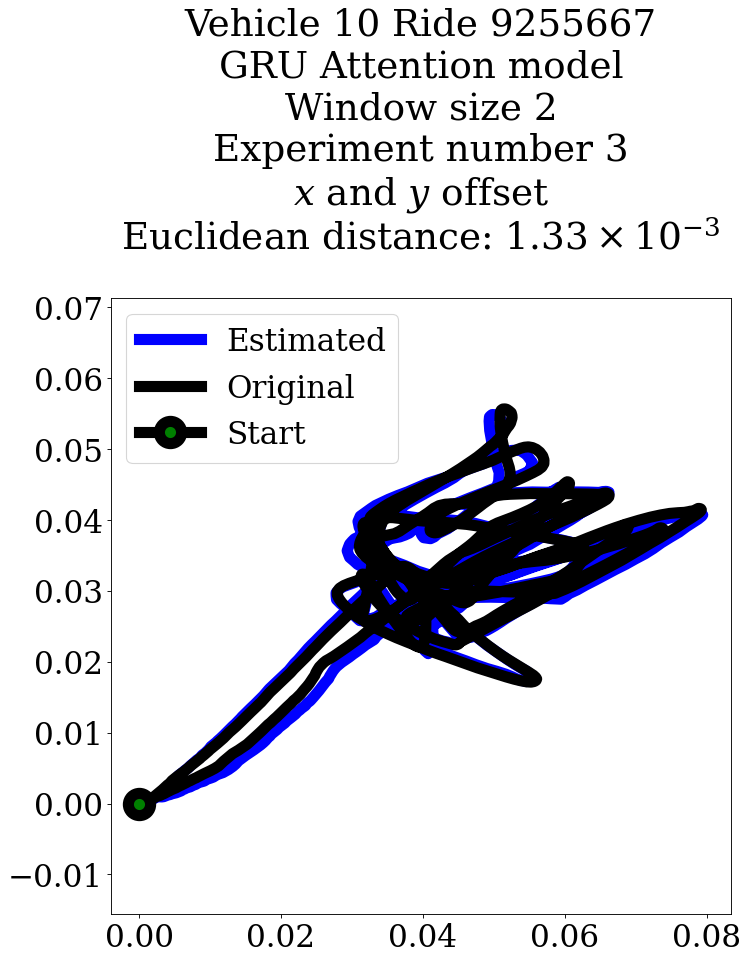 Vehicle 10 Ride 9255667
GRU Attention model
Window size 2
Experiment number 3
x and y offset
Euclidean distance: 1.33 × 10⁻³
0.07
0.06
0.05
0.04
0.03
0.02
0.01
0.00
−0.01
Estimated
Original
Start
0.00 0.02 0.04 0.06 0.08